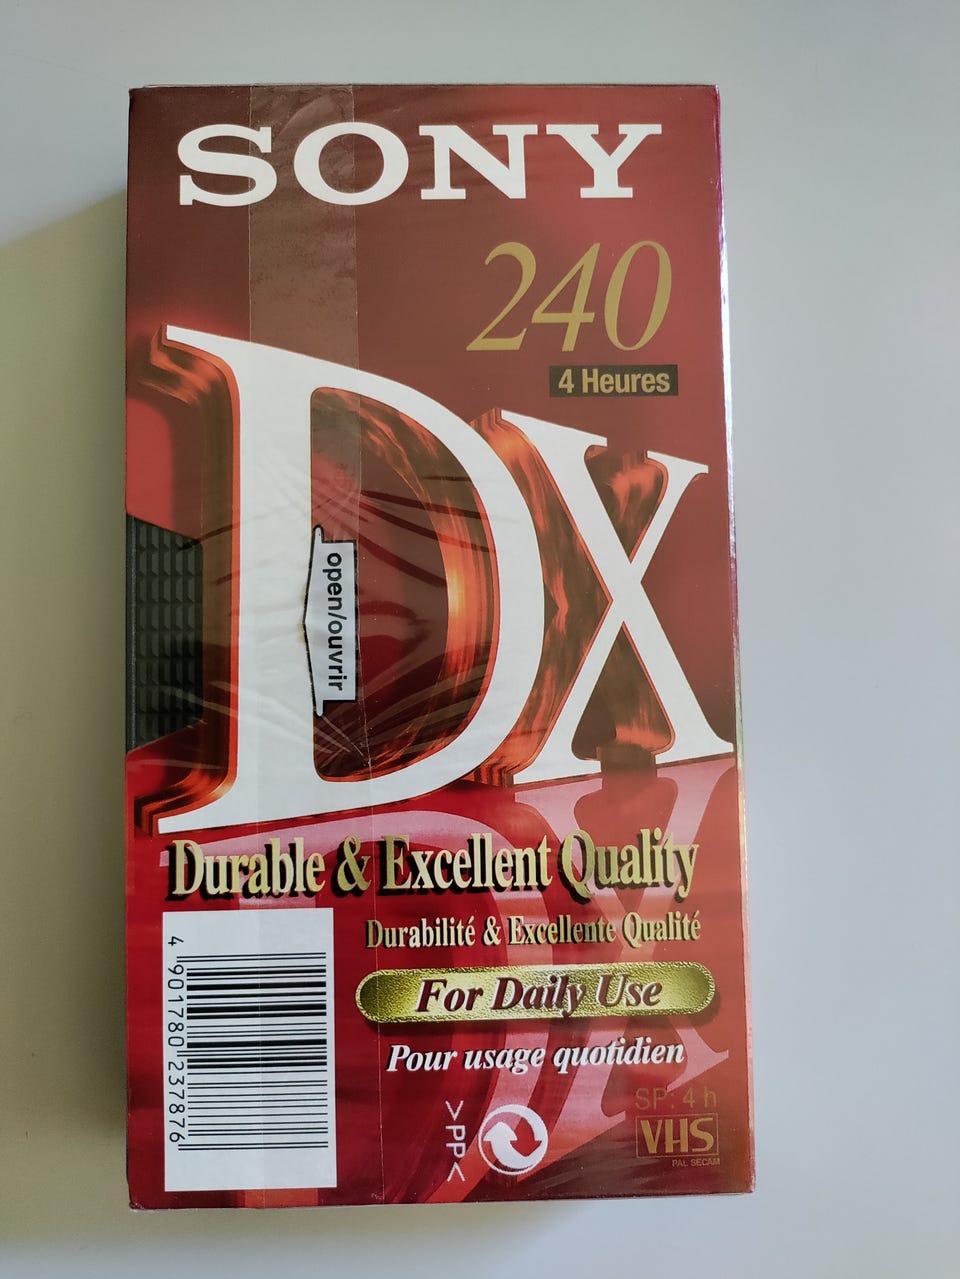 SONY
240
4 Heures
DX
open/ouvrir
Durable & Excellent Quality
Durabilité & Excellente Qualité
For Daily Use
Pour usage quotidien
4 901780 237876
>PP<
SP: 4 h
VHS
PAL SECAM